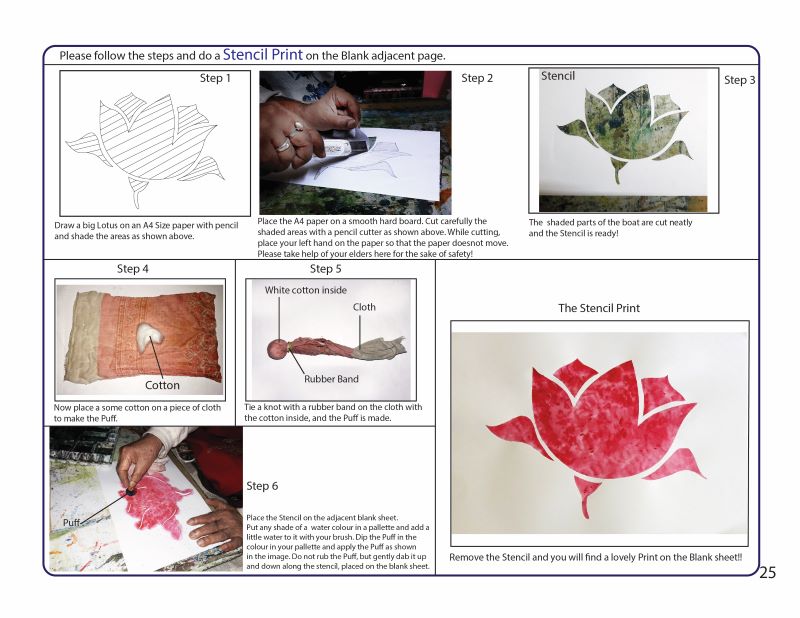 Please follow the steps and do a Stencil Print on the Blank adjacent page.
Step 1
Draw a big Lotus on an A4 Size paper with pencil
and shade the areas as shown above.
Step 2
Place the A4 paper on a smooth hard board. Cut carefully the
shaded areas with a pencil cutter as shown above. While cutting,
place your left hand on the paper so that the paper doesnot move.
Please take help of your elders here for the sake of safety!
Stencil
Step 3
The shaded parts of the boat are cut neatly
and the Stencil is ready!
Step 4
Cotton
Now place a some cotton on a piece of cloth
to make the Puff.
Step 5
White cotton inside
Cloth
Rubber Band
Tie a knot with a rubber band on the cloth with
the cotton inside, and the Puff is made.
Puff
Step 6
Place the Stencil on the adjacent blank sheet.
Put any shade of a water colour in a pallette and add a
little water to it with your brush. Dip the Puff in the
colour in your pallette and apply the Puff as shown
in the image. Do not rub the Puff, but gently dab it up
and down along the stencil, placed on the blank sheet.
The Stencil Print
Remove the Stencil and you will find a lovely Print on the Blank sheet!!
25